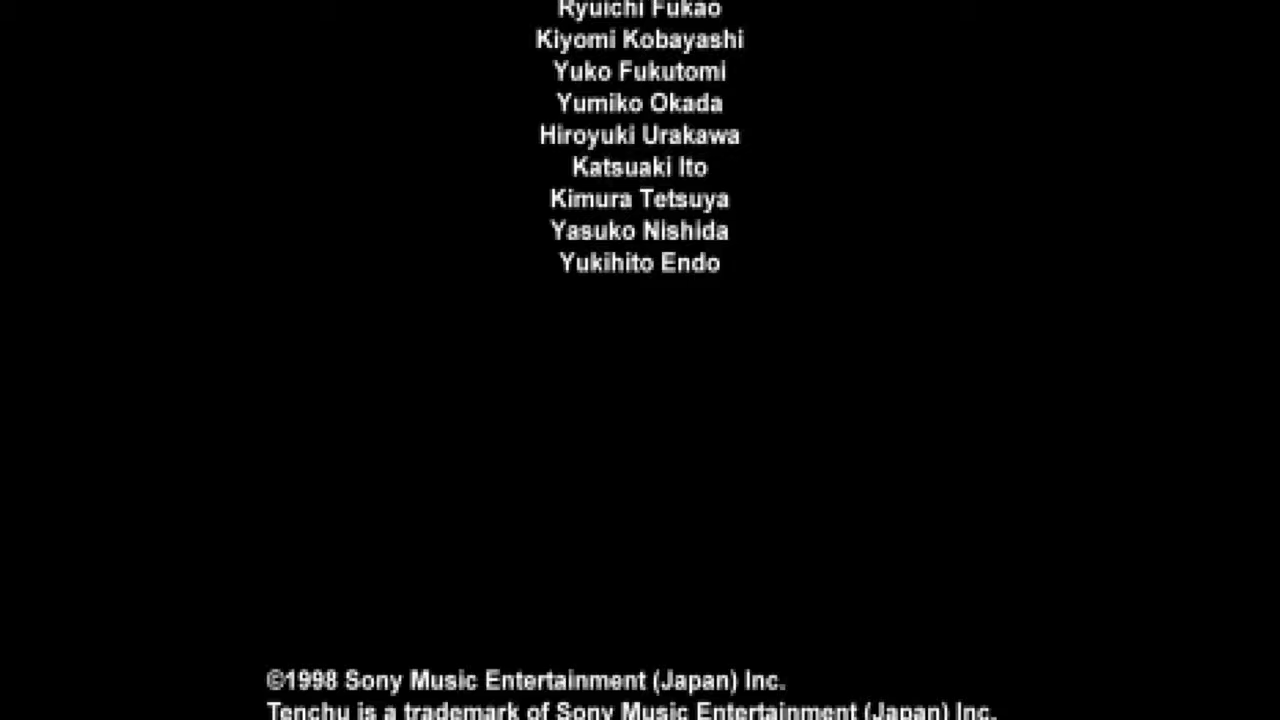 Ryuichi Fukao
Kiyomi Kobayashi
Yuko Fukutomi
Yumiko Okada
Hiroyuki Urakawa
Katsuaki Ito
Kimura Tetsuya
Yasuko Nishida
Yukihito Endo
©1998 Sony Music Entertainment (Japan) Inc.
Tenchu is a trademark of Sony Music Entertainment (Japan) Inc.